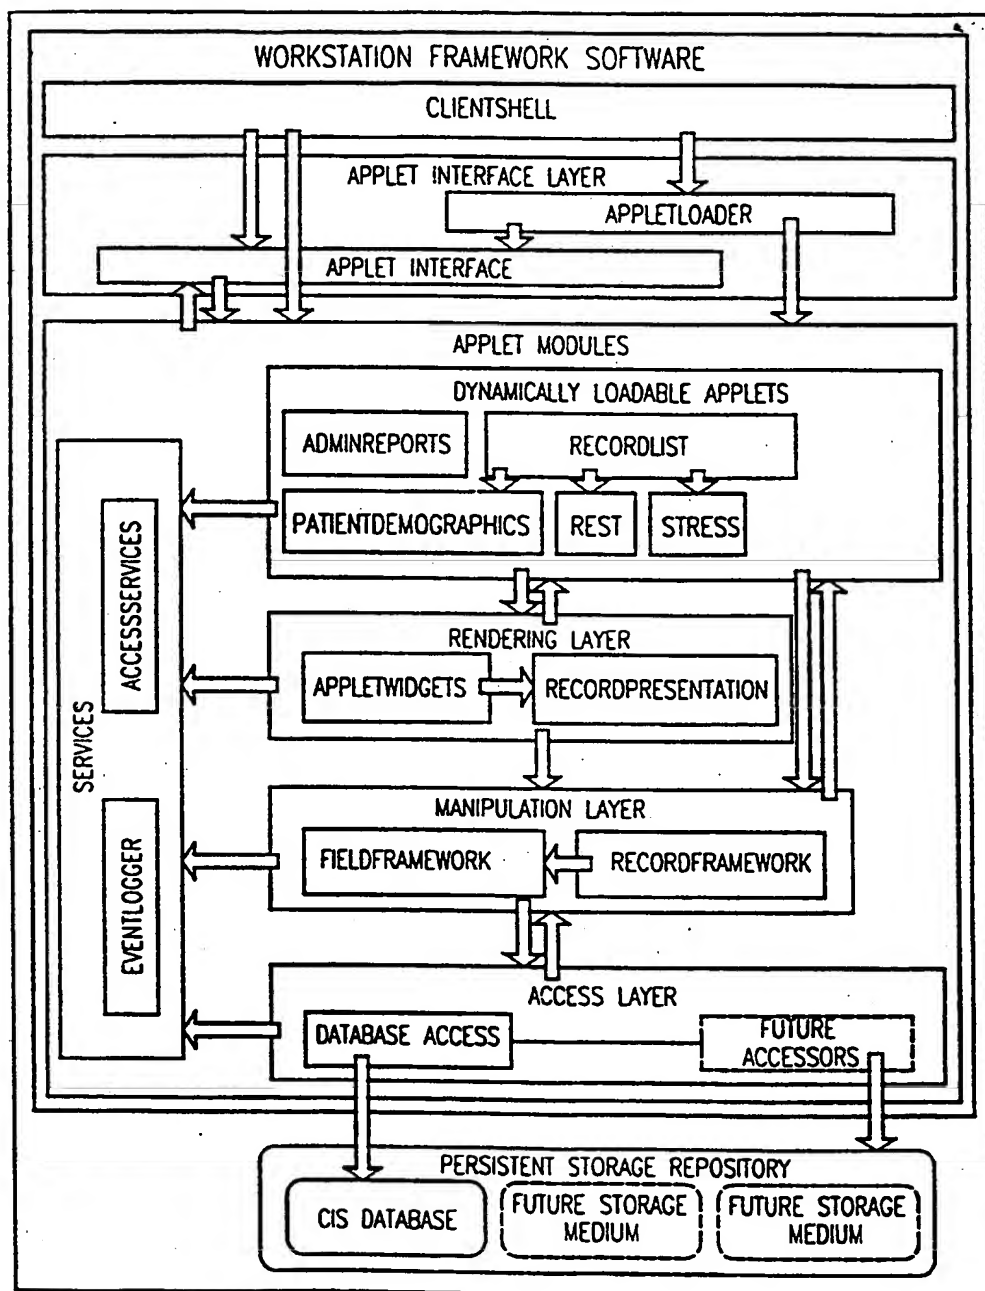 WORKSTATION FRAMEWORK SOFTWARE
CLIENTSHELL
APPLET INTERFACE LAYER
APPLETLOADER
APPLET INTERFACE
APPLET MODULES
DYNAMICALLY LOADABLE APPLETS
ADMINREPORTS
RECORDLIST
PATIENTDEMOGRAPHICS
REST
STRESS
SERVICES
ACCESSSERVICES
EVENTLOGGER
RENDERING LAYER
APPLETWIDGETS
RECORDPRESENTATION
MANIPULATION LAYER
FIELDFRAMEWORK
RECORDFRAMEWORK
ACCESS LAYER
DATABASE ACCESS
FUTURE
ACCESSORS
PERSISTENT STORAGE REPOSITORY
CIS DATABASE
FUTURE STORAGE
MEDIUM
FUTURE STORAGE
MEDIUM